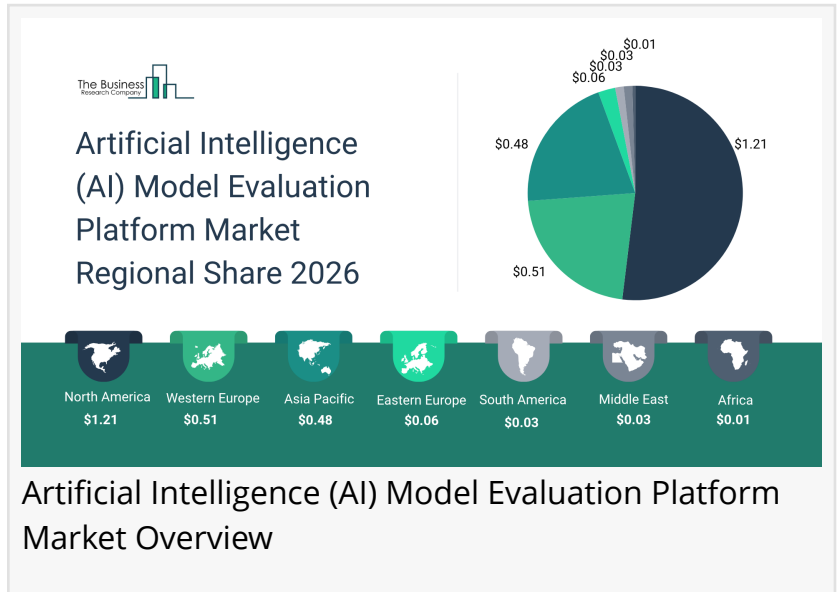 The Business
Research Company
Artificial Intelligence
(AI) Model Evaluation
Platform Market
Regional Share 2026
$0.01
$0.03
$0.03
$0.06
$1.21
$0.48
$0.51
North America
$1.21
Western Europe
$0.51
Asia Pacific
$0.48
Eastern Europe
$0.06
South America
$0.03
Middle East
$0.03
Africa
$0.01
Artificial Intelligence (AI) Model Evaluation Platform
Market Overview